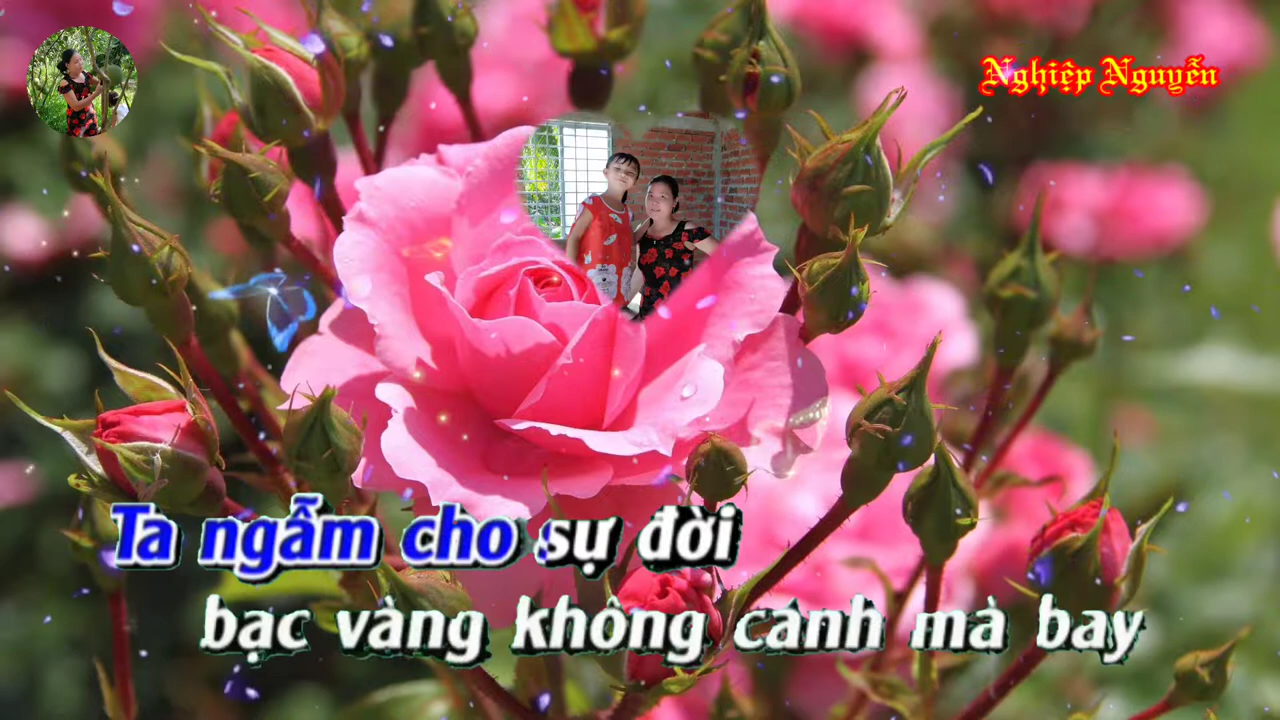 Nghiệp Nguyễn
Ta ngẫm cho sự đời
bạc vàng không cánh mà bay